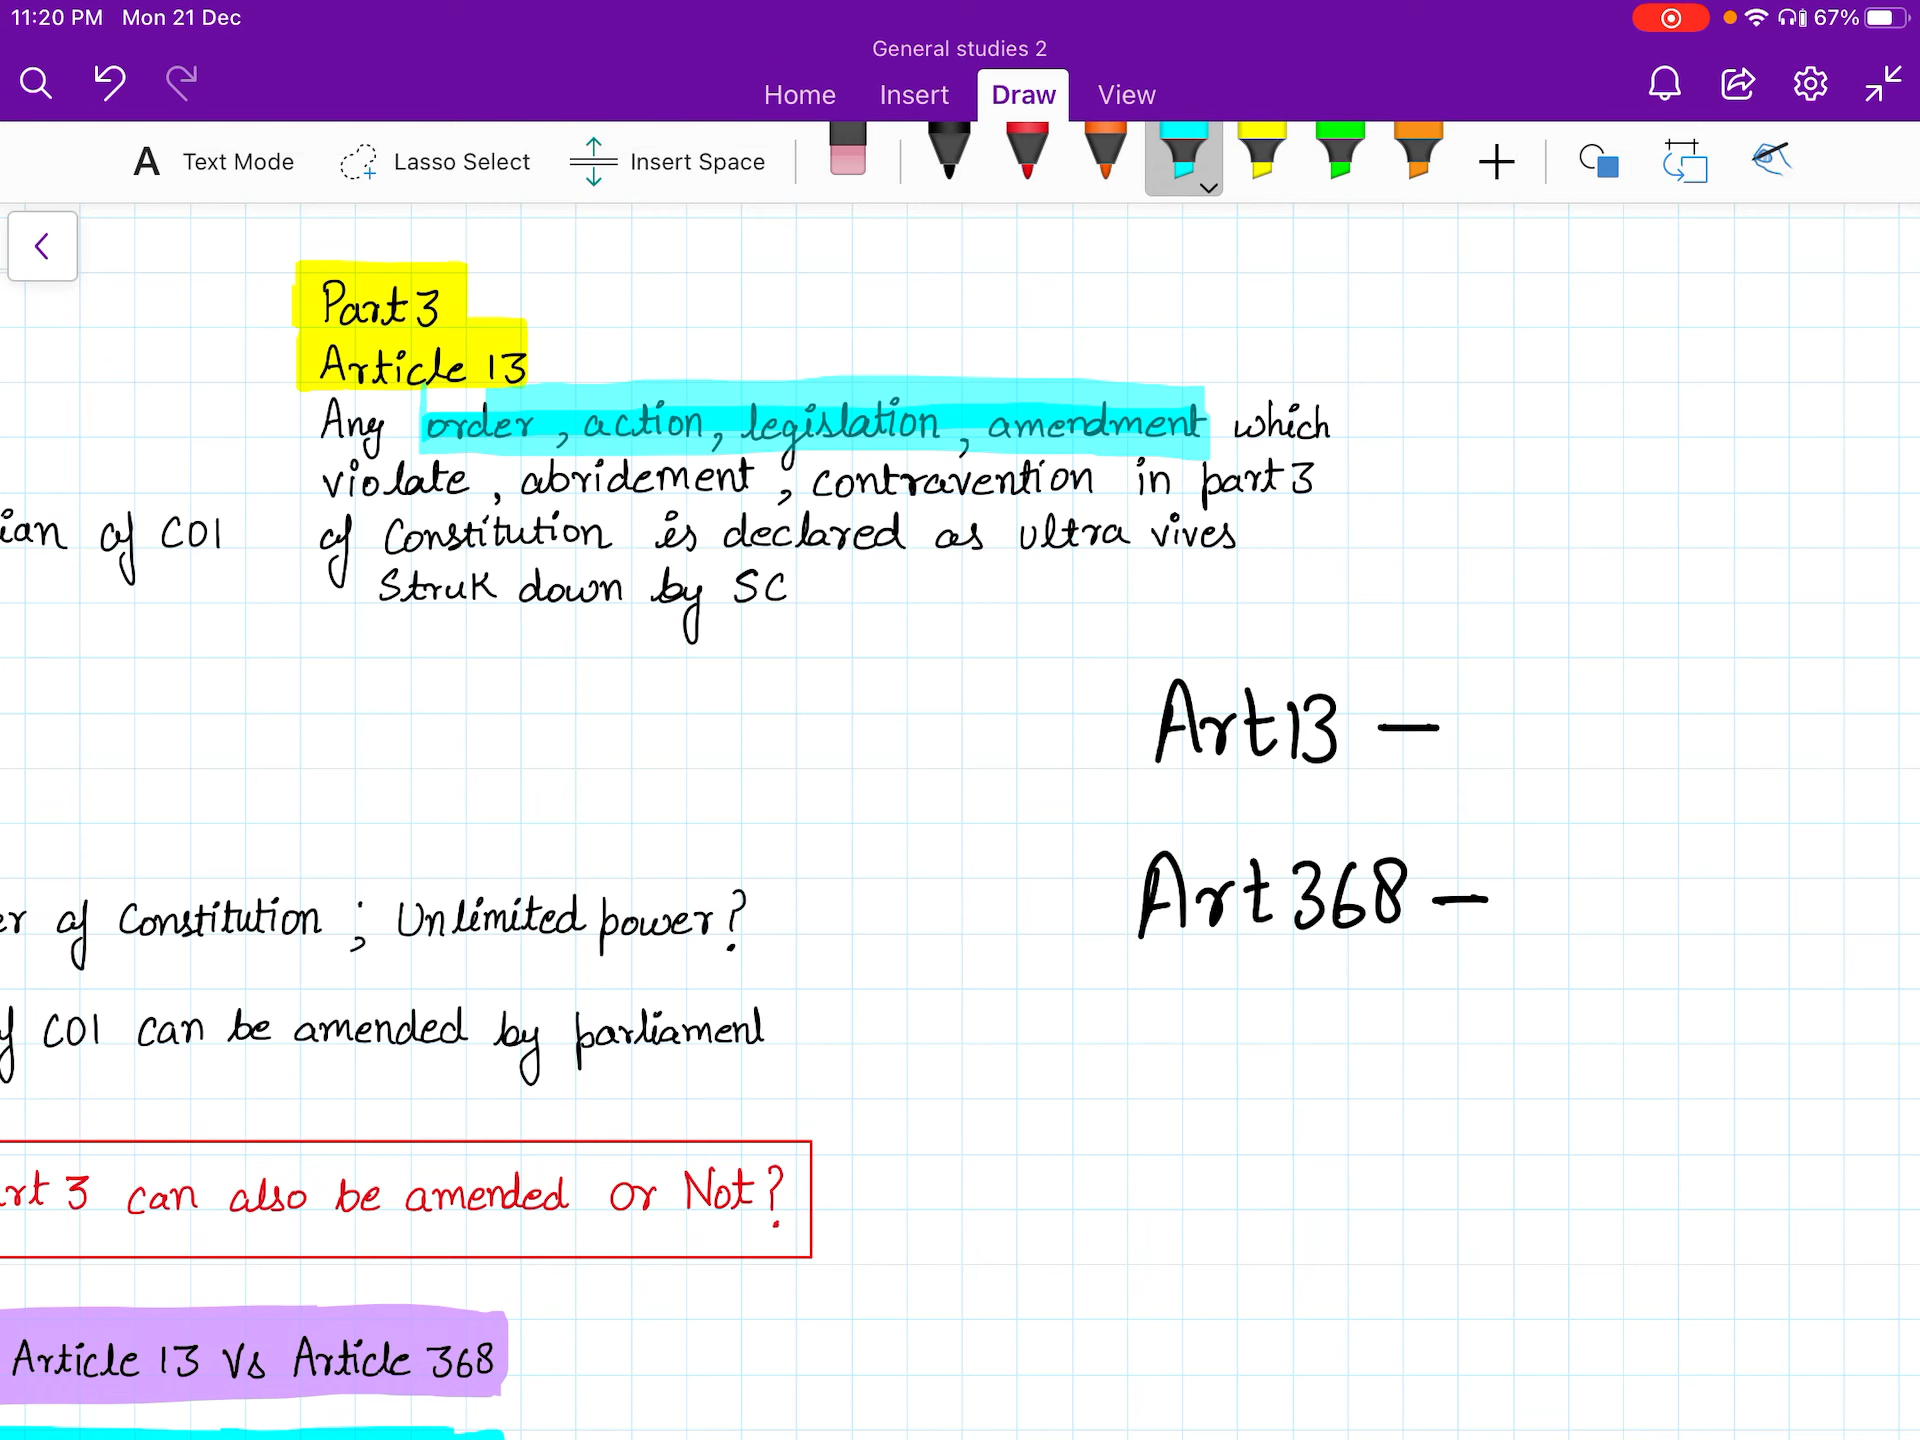 11:20 PM Mon 21 Dec
67%
General studies 2
Home Insert Draw View
Text Mode Lasso Select Insert Space
Part 3
Article 13
Any order, action, legislation, amendment which
violate, abridement, contravention in part 3
ian of COI
of Constitution is declared as ultra vives
Struk down by SC
Art 13 —
Art 368 —
er of Constitution ; Unlimited power?
f COI can be amended by parliament
rt 3 can also be amended or Not?
Article 13 Vs Article 368